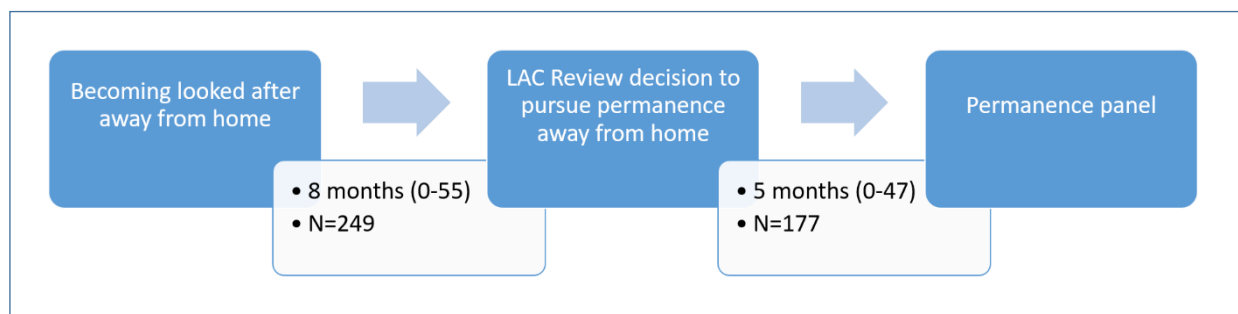 Becoming looked after
away from home
• 8 months (0-55)
• N=249
LAC Review decision to
pursue permanence
away from home
• 5 months (0-47)
• N=177
Permanence panel